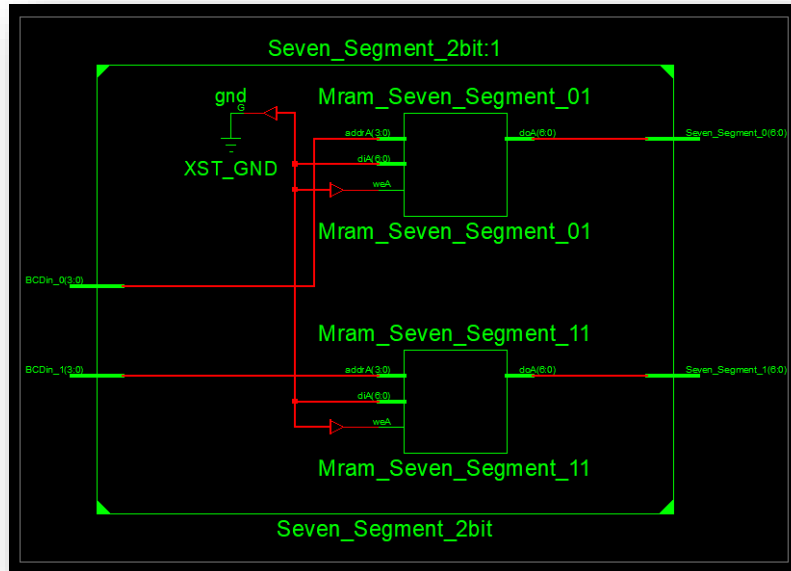 Seven_Segment_2bit:1
gnd
G
XST_GND
Mram_Seven_Segment_01
addrA(3:0)
diA(6:0)
weA
doA(6:0)
Mram_Seven_Segment_01
Seven_Segment_0(6:0)
BCDin_0(3:0)
Mram_Seven_Segment_11
BCDin_1(3:0)
addrA(3:0)
diA(6:0)
weA
doA(6:0)
Seven_Segment_1(6:0)
Mram_Seven_Segment_11
Seven_Segment_2bit